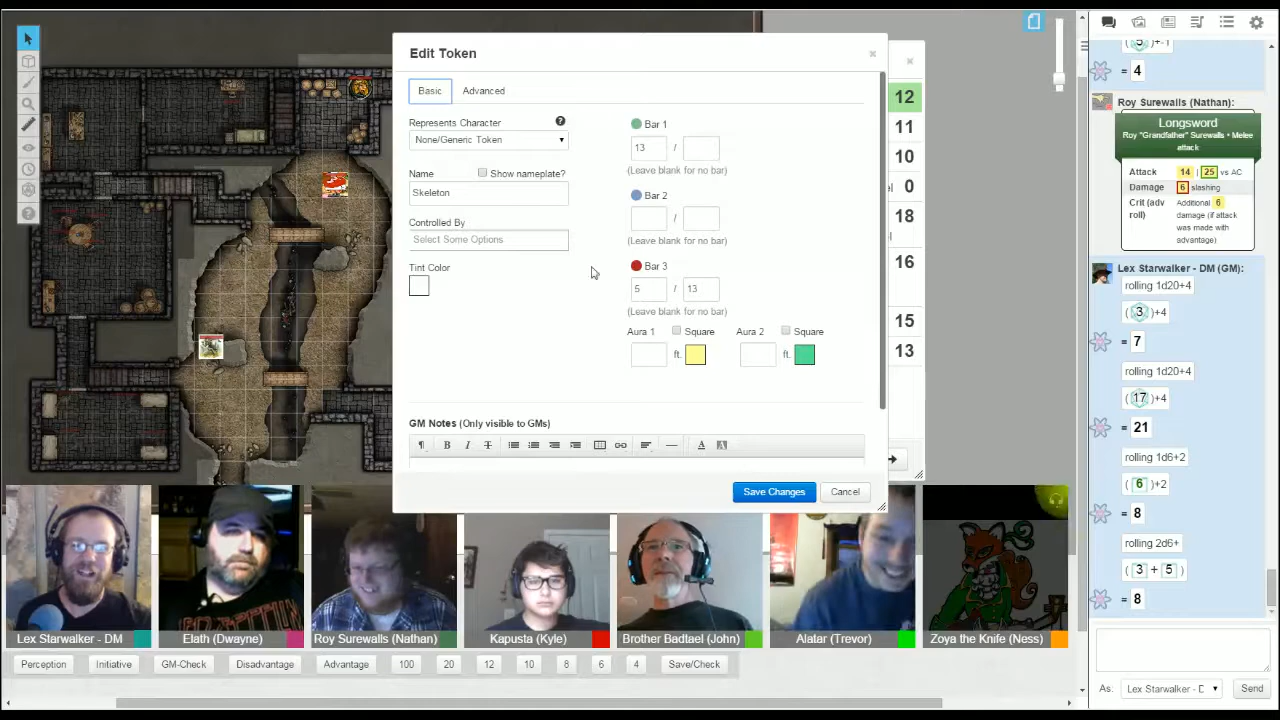 Edit Token
×
Basic
Advanced
Represents Character
None/Generic Token
Name
Show nameplate?
Skeleton
Controlled By
Select Some Options
Tint Color
Bar 1
13 /
(Leave blank for no bar)
Bar 2
/
(Leave blank for no bar)
Bar 3
5 / 13
(Leave blank for no bar)
Aura 1 Square Aura 2 Square
ft. ft.
GM Notes (Only visible to GMs)
Save Changes
Cancel
×
12
11
10
0
18
16
15
13
= 4
Roy Surewalls (Nathan):
Longsword
Roy "Grandfather" Surewalls • Melee
attack
Attack 14 | 25 vs AC
Damage 6 slashing
Crit (adv
roll)
Additional 6
damage (if attack
was made with
advantage)
Lex Starwalker - DM (GM):
rolling 1d20+4
(3)+4
= 7
rolling 1d20+4
(17)+4
= 21
rolling 1d6+2
(6)+2
= 8
rolling 2d6+
(3 + 5)
= 8
As: Lex Starwalker - D
Send
Lex Starwalker - DM
Elath (Dwayne)
Roy Surewalls (Nathan)
Kapusta (Kyle)
Brother Badtael (John)
Alatar (Trevor)
Zoya the Knife (Ness)
Perception
Initiative
GM-Check
Disadvantage
Advantage
100
20
12
10
8
6
4
Save/Check